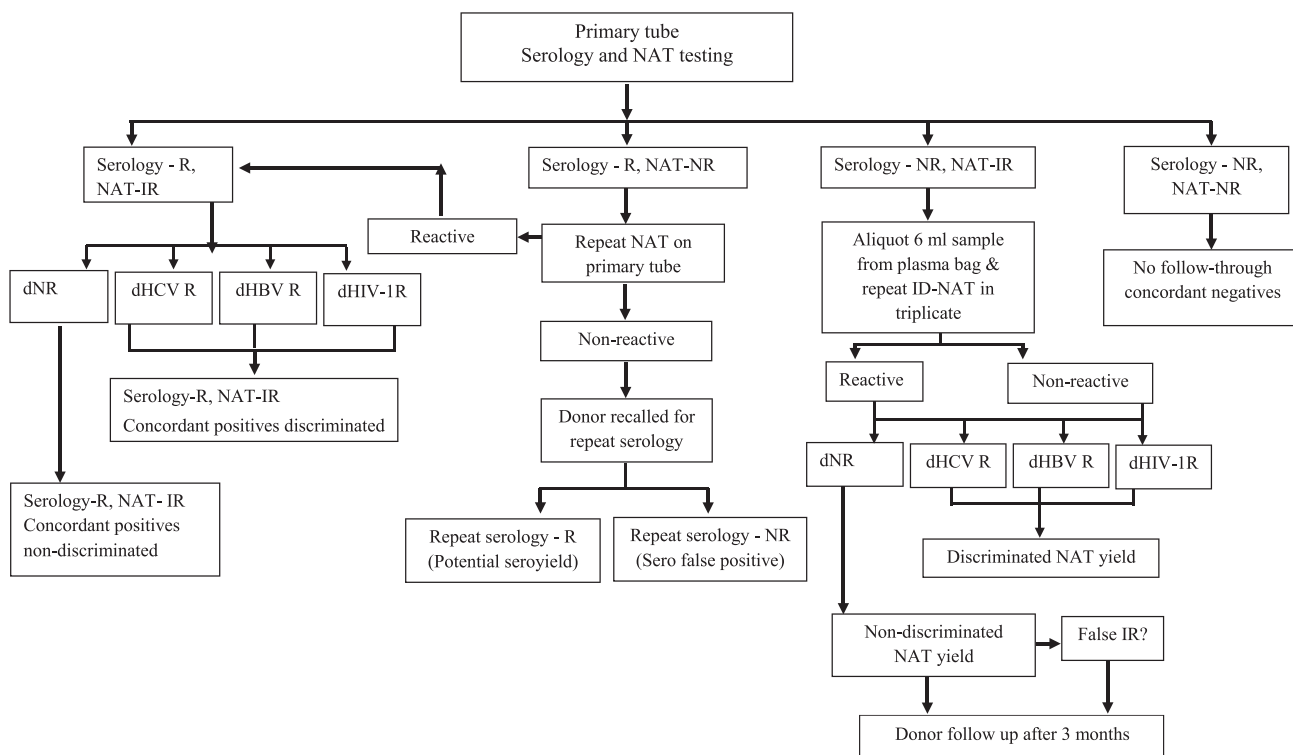 Primary tube
Serology and NAT testing
Serology - R,
NAT-IR
Serology - R, NAT-NR
Serology - NR, NAT-IR
Serology - NR,
NAT-NR
Reactive
Repeat NAT on
primary tube
Aliquot 6 ml sample
from plasma bag &
repeat ID-NAT in
triplicate
No follow-through
concordant negatives
dNR
dHCV R
dHBV R
dHIV-1R
Non-reactive
Reactive
Non-reactive
Serology-R, NAT-IR
Concordant positives discriminated
Donor recalled for
repeat serology
dNR
dHCV R
dHBV R
dHIV-1R
Serology-R, NAT- IR
Concordant positives
non-discriminated
Repeat serology - R
(Potential seroyield)
Repeat serology - NR
(Sero false positive)
Discriminated NAT yield
Non-discriminated
NAT yield
False IR?
Donor follow up after 3 months